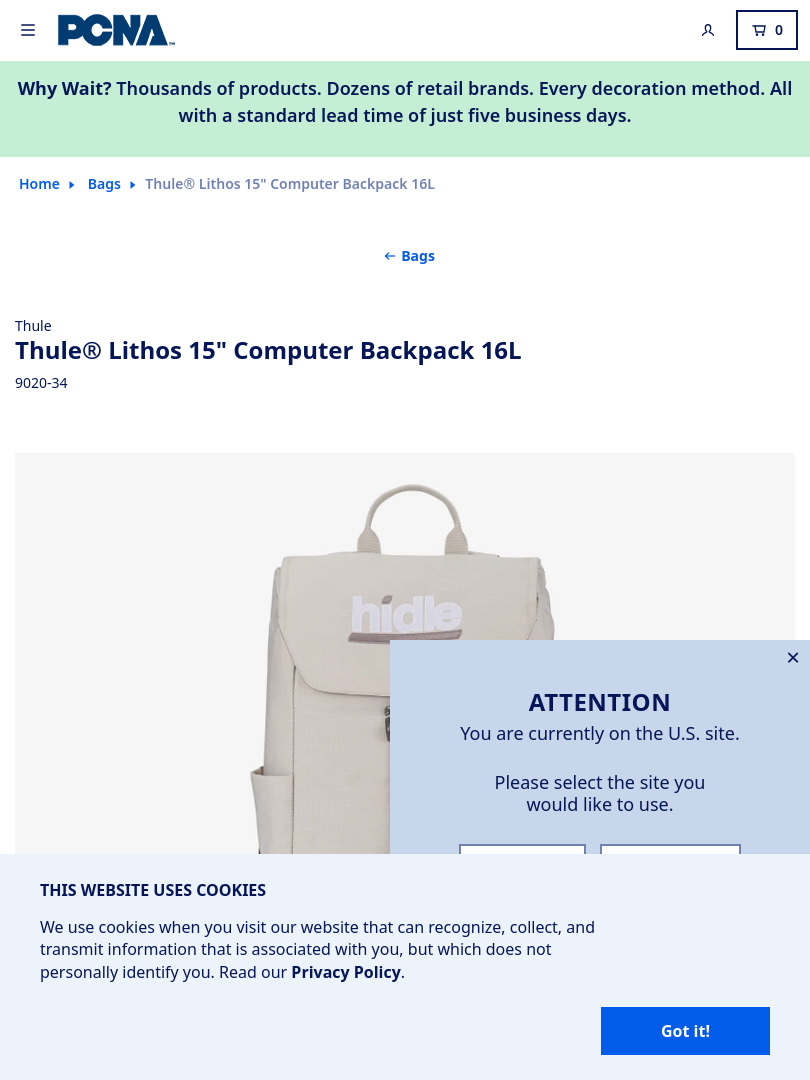 PCNA™
0
Why Wait? Thousands of products. Dozens of retail brands. Every decoration method. All
with a standard lead time of just five business days.
Home Bags Thule® Lithos 15" Computer Backpack 16L
← Bags
Thule
Thule® Lithos 15" Computer Backpack 16L
9020-34
hidle
ATTENTION
You are currently on the U.S. site.
Please select the site you
would like to use.
THIS WEBSITE USES COOKIES
We use cookies when you visit our website that can recognize, collect, and
transmit information that is associated with you, but which does not
personally identify you. Read our Privacy Policy.
Got it!